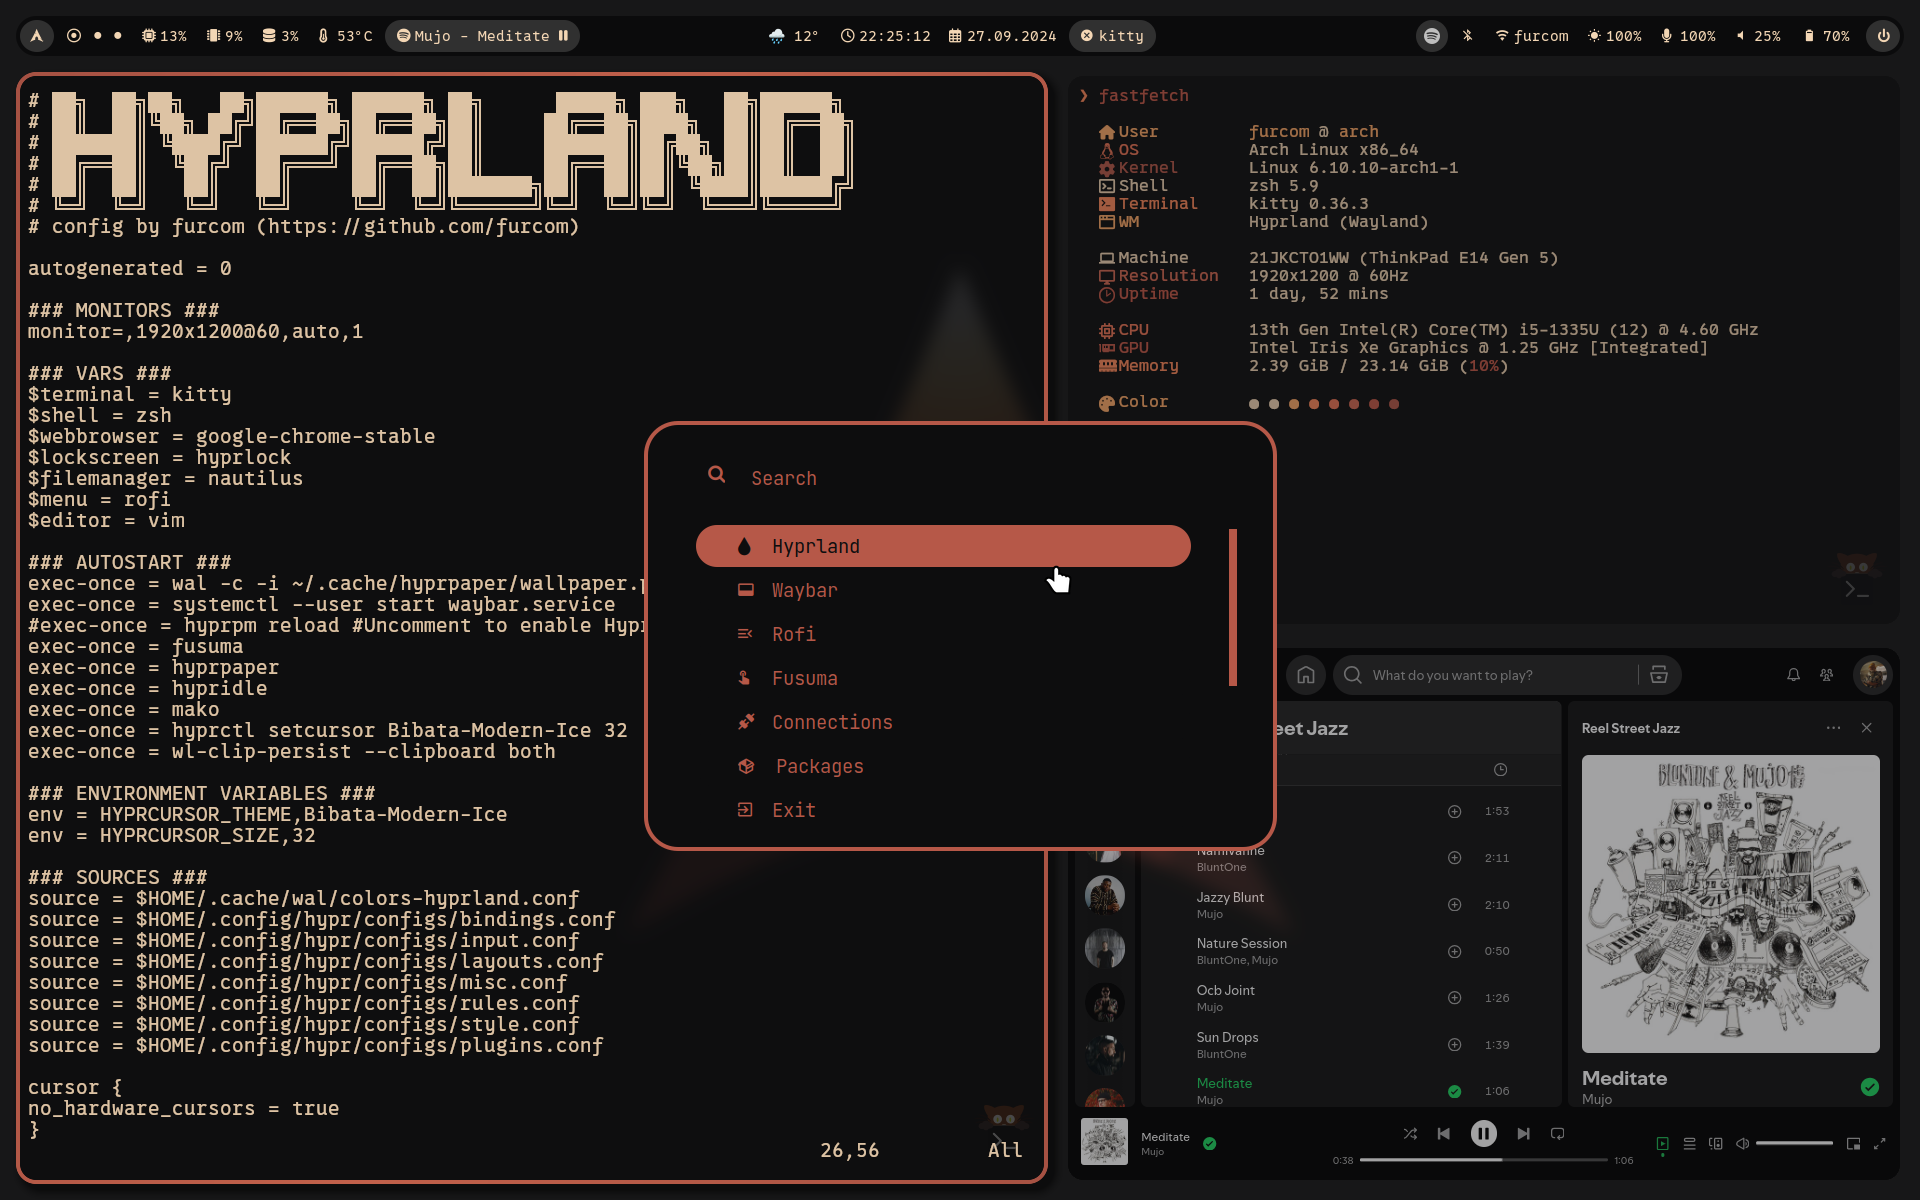 13% 9% 3% 53°C Mujo - Meditate
12° 22:25:12 27.09.2024 kitty
furcom 100% 100% 25% 70%
#
#
#
#
#
#
HYPRLAND
# config by furcom (https://github.com/furcom)
autogenerated = 0
### MONITORS ###
monitor=,1920x1200@60,auto,1
### VARS ###
$terminal = kitty
$shell = zsh
$webbrowser = google-chrome-stable
$lockscreen = hyprlock
$filemanager = nautilus
$menu = rofi
$editor = vim
### AUTOSTART ###
exec-once = wal -c -i ~/.cache/hyprpaper/wallpaper.
exec-once = systemctl --user start waybar.service
#exec-once = hyprpm reload #Uncomment to enable Hypr
exec-once = fusuma
exec-once = hyprpaper
exec-once = hypridle
exec-once = mako
exec-once = hyprctl setcursor Bibata-Modern-Ice 32
exec-once = wl-clip-persist --clipboard both
### ENVIRONMENT VARIABLES ###
env = HYPRCURSOR_THEME,Bibata-Modern-Ice
env = HYPRCURSOR_SIZE,32
### SOURCES ###
source = $HOME/.cache/wal/colors-hyprland.conf
source = $HOME/.config/hypr/configs/bindings.conf
source = $HOME/.config/hypr/configs/input.conf
source = $HOME/.config/hypr/configs/layouts.conf
source = $HOME/.config/hypr/configs/misc.conf
source = $HOME/.config/hypr/configs/rules.conf
source = $HOME/.config/hypr/configs/style.conf
source = $HOME/.config/hypr/configs/plugins.conf
cursor {
no_hardware_cursors = true
}
26,56 All
❯ fastfetch
User furcom @ arch
OS Arch Linux x86_64
Kernel Linux 6.10.10-arch1-1
Shell zsh 5.9
Terminal kitty 0.36.3
WM Hyprland (Wayland)
Machine 21JKCTO1WW (ThinkPad E14 Gen 5)
Resolution 1920x1200 @ 60Hz
Uptime 1 day, 52 mins
CPU 13th Gen Intel(R) Core(TM) i5-1335U (12) @ 4.60 GHz
GPU Intel Iris Xe Graphics @ 1.25 GHz [Integrated]
Memory 2.39 GiB / 23.14 GiB (10%)
Color
Search
Hyprland
Waybar
Rofi
Fusuma
Connections
Packages
Exit
What do you want to play?
eet Jazz
1:53
2:11
BluntOne
Jazzy Blunt 2:10
Mujo
Nature Session 0:50
BluntOne, Mujo
Ocb Joint 1:26
Mujo
Sun Drops 1:39
BluntOne
Meditate 1:06
Mujo
Reel Street Jazz
BLUNTONE & MUJO
REEL STREET JAZZ
Meditate
Mujo
Meditate
Mujo
0:38 1:06